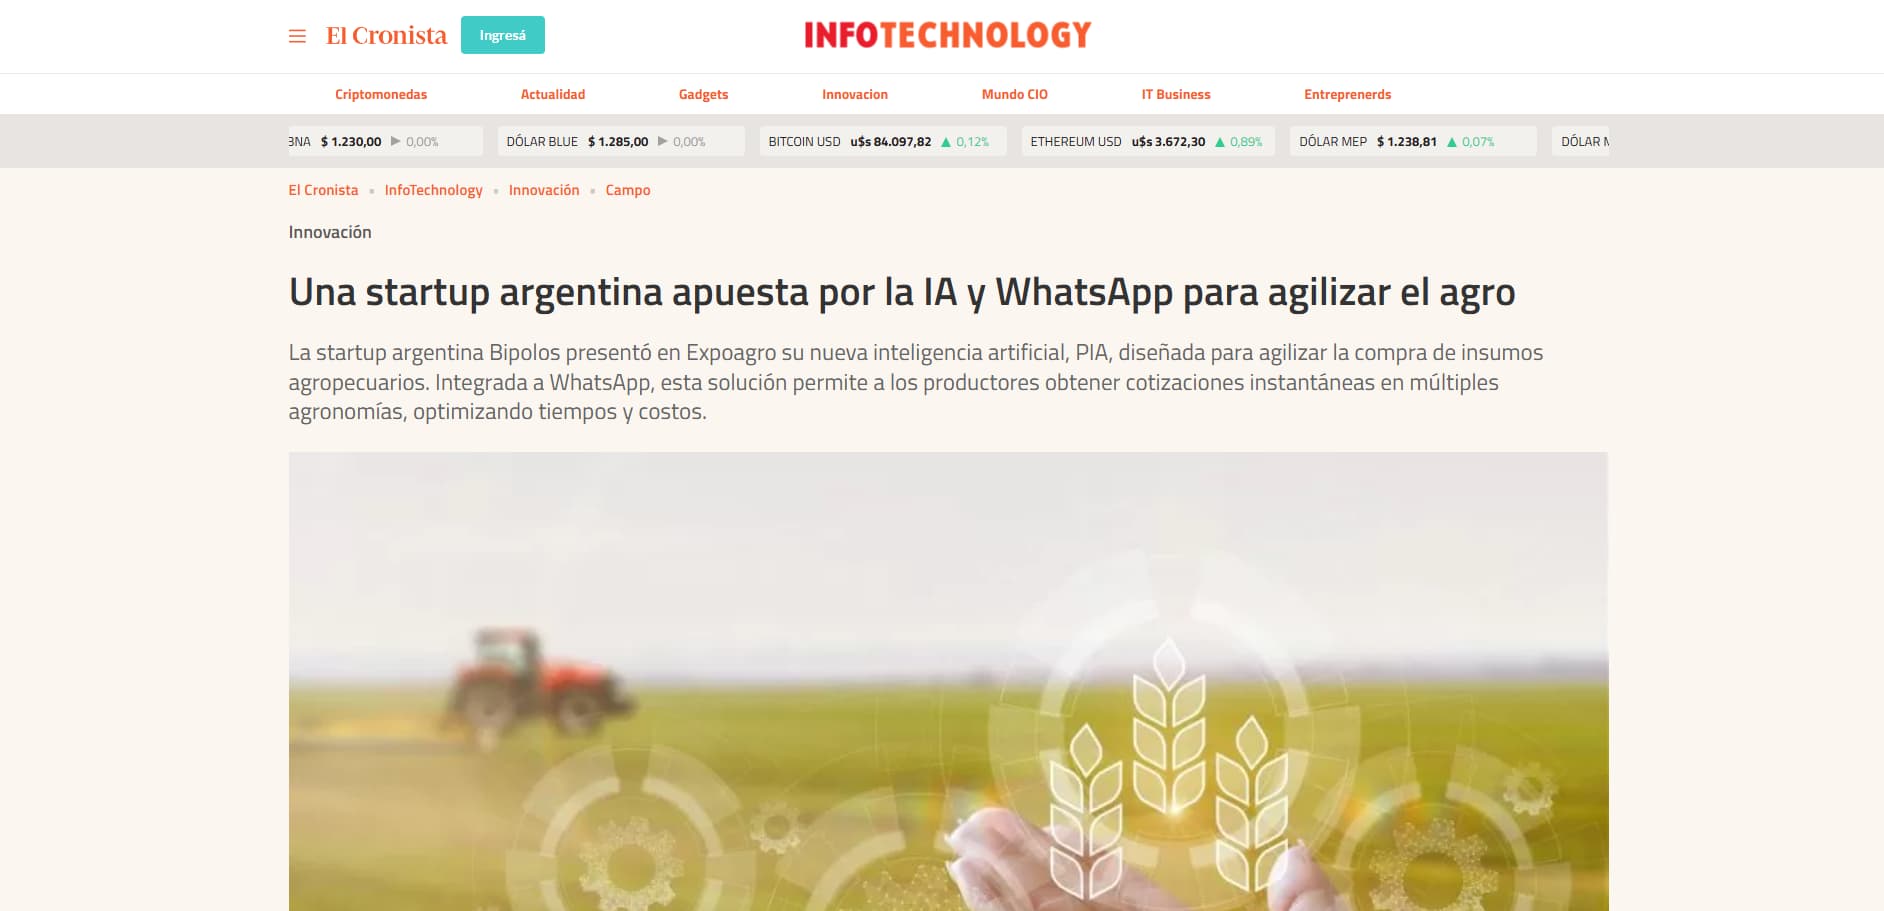 El Cronista
Ingresá
INFOTECHNOLOGY
Criptomonedas Actualidad Gadgets Innovacion Mundo CIO IT Business Entreprenerds
BNA $ 1.230,00 ▶ 0,00% DÓLAR BLUE $ 1.285,00 ▶ 0,00% BITCOIN USD u$s 84.097,82 ▲ 0,12% ETHEREUM USD u$s 3.672,30 ▲ 0,89% DÓLAR MEP $ 1.238,81 ▲ 0,07% DÓLAR
El Cronista • InfoTechnology • Innovación • Campo
Innovación
Una startup argentina apuesta por la IA y WhatsApp para agilizar el agro
La startup argentina Bipolos presentó en Expoagro su nueva inteligencia artificial, PIA, diseñada para agilizar la compra de insumos
agropecuarios. Integrada a WhatsApp, esta solución permite a los productores obtener cotizaciones instantáneas en múltiples
agronomías, optimizando tiempos y costos.